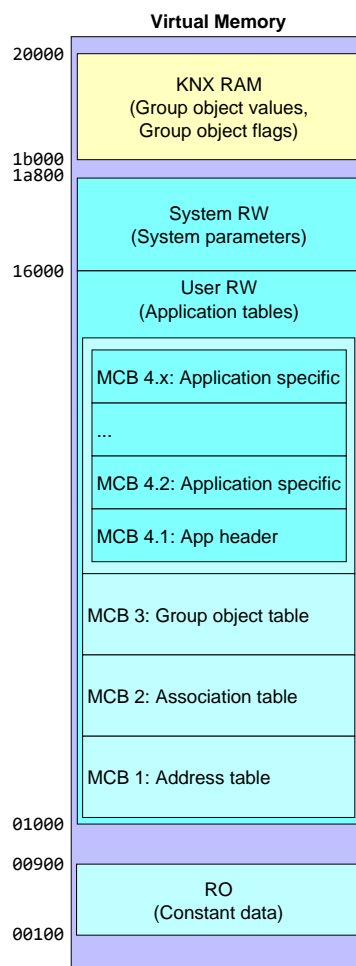 Virtual Memory
20000
KNX RAM
(Group object values,
Group object flags)
1b000
1a800
System RW
(System parameters)
16000
User RW
(Application tables)
MCB 4.x: Application specific
...
MCB 4.2: Application specific
MCB 4.1: App header
MCB 3: Group object table
MCB 2: Association table
MCB 1: Address table
01000
00900
RO
(Constant data)
00100